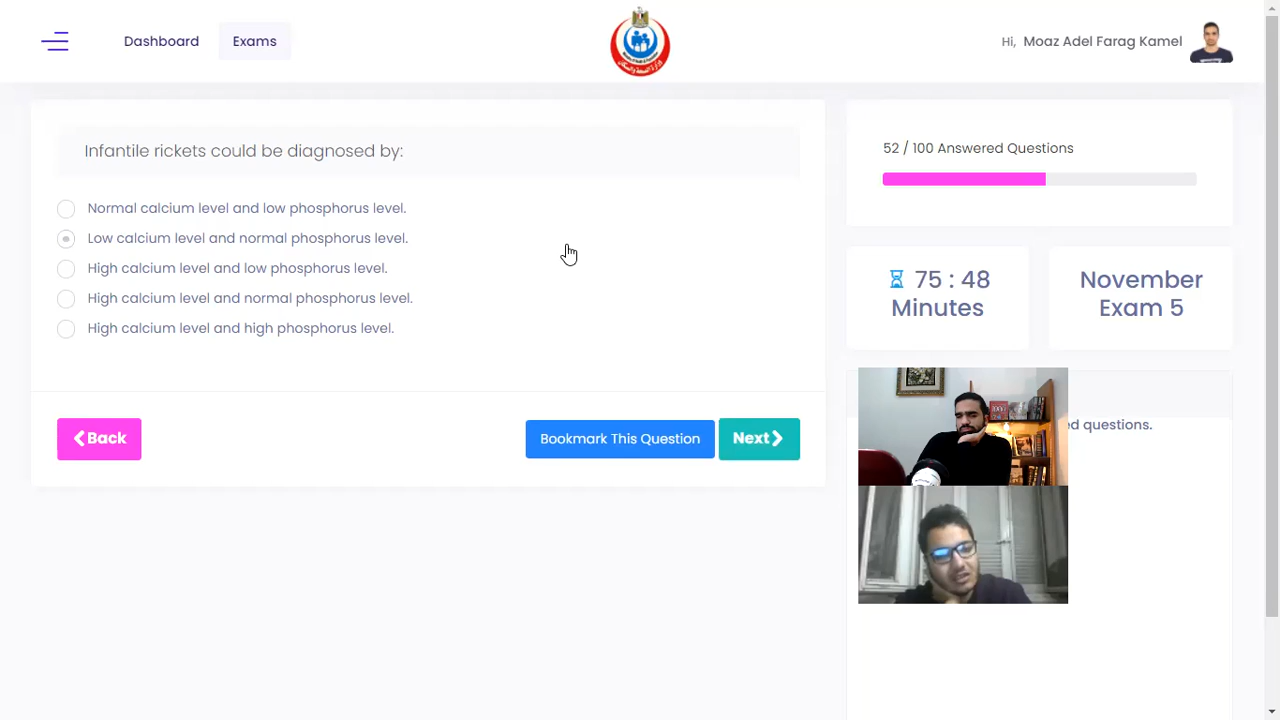 Dashboard
Exams
Hi, Moaz Adel Farag Kamel
Infantile rickets could be diagnosed by:
Normal calcium level and low phosphorus level.
Low calcium level and normal phosphorus level.
High calcium level and low phosphorus level.
High calcium level and normal phosphorus level.
High calcium level and high phosphorus level.
Back
Bookmark This Question
Next
52 / 100 Answered Questions
75 : 48
Minutes
November
Exam 5
ed questions.